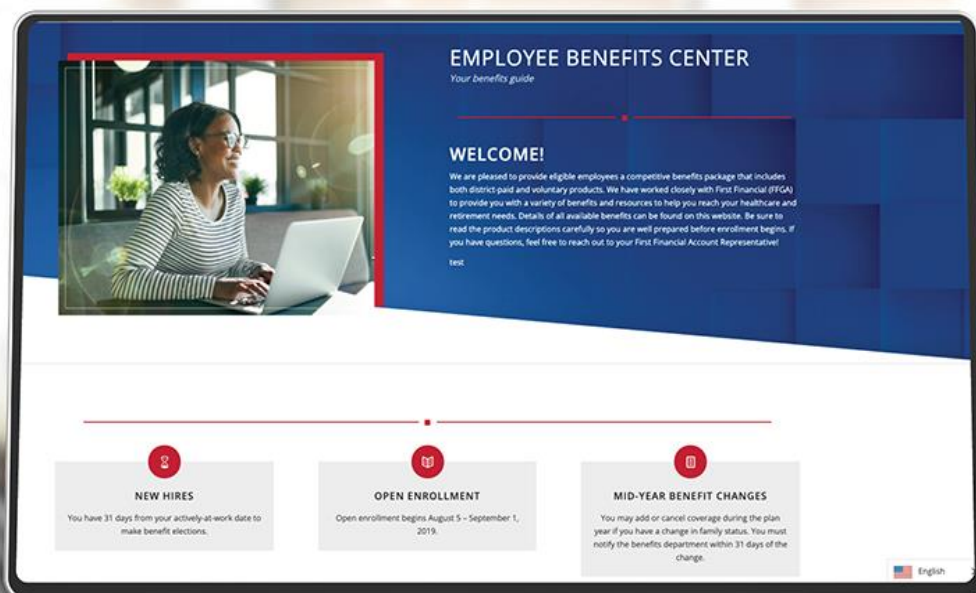 EMPLOYEE BENEFITS CENTER
Your benefits guide
WELCOME!
We are pleased to provide eligible employees a competitive benefits package that includes
both district-paid and voluntary products. We have worked closely with First Financial (FFGA)
to provide you with a variety of benefits and resources to help you reach your healthcare and
retirement needs. Details of all available benefits can be found on this website. Be sure to
read the product descriptions carefully so you are well prepared before enrollment begins. If
you have questions, feel free to reach out to your First Financial Account Representative!
test
NEW HIRES
You have 31 days from your actively-at-work date to
make benefit elections.
OPEN ENROLLMENT
Open enrollment begins August 5 – September 1,
2019.
MID-YEAR BENEFIT CHANGES
You may add or cancel coverage during the plan
year if you have a change in family status. You must
notify the benefits department within 31 days of the
change.
English